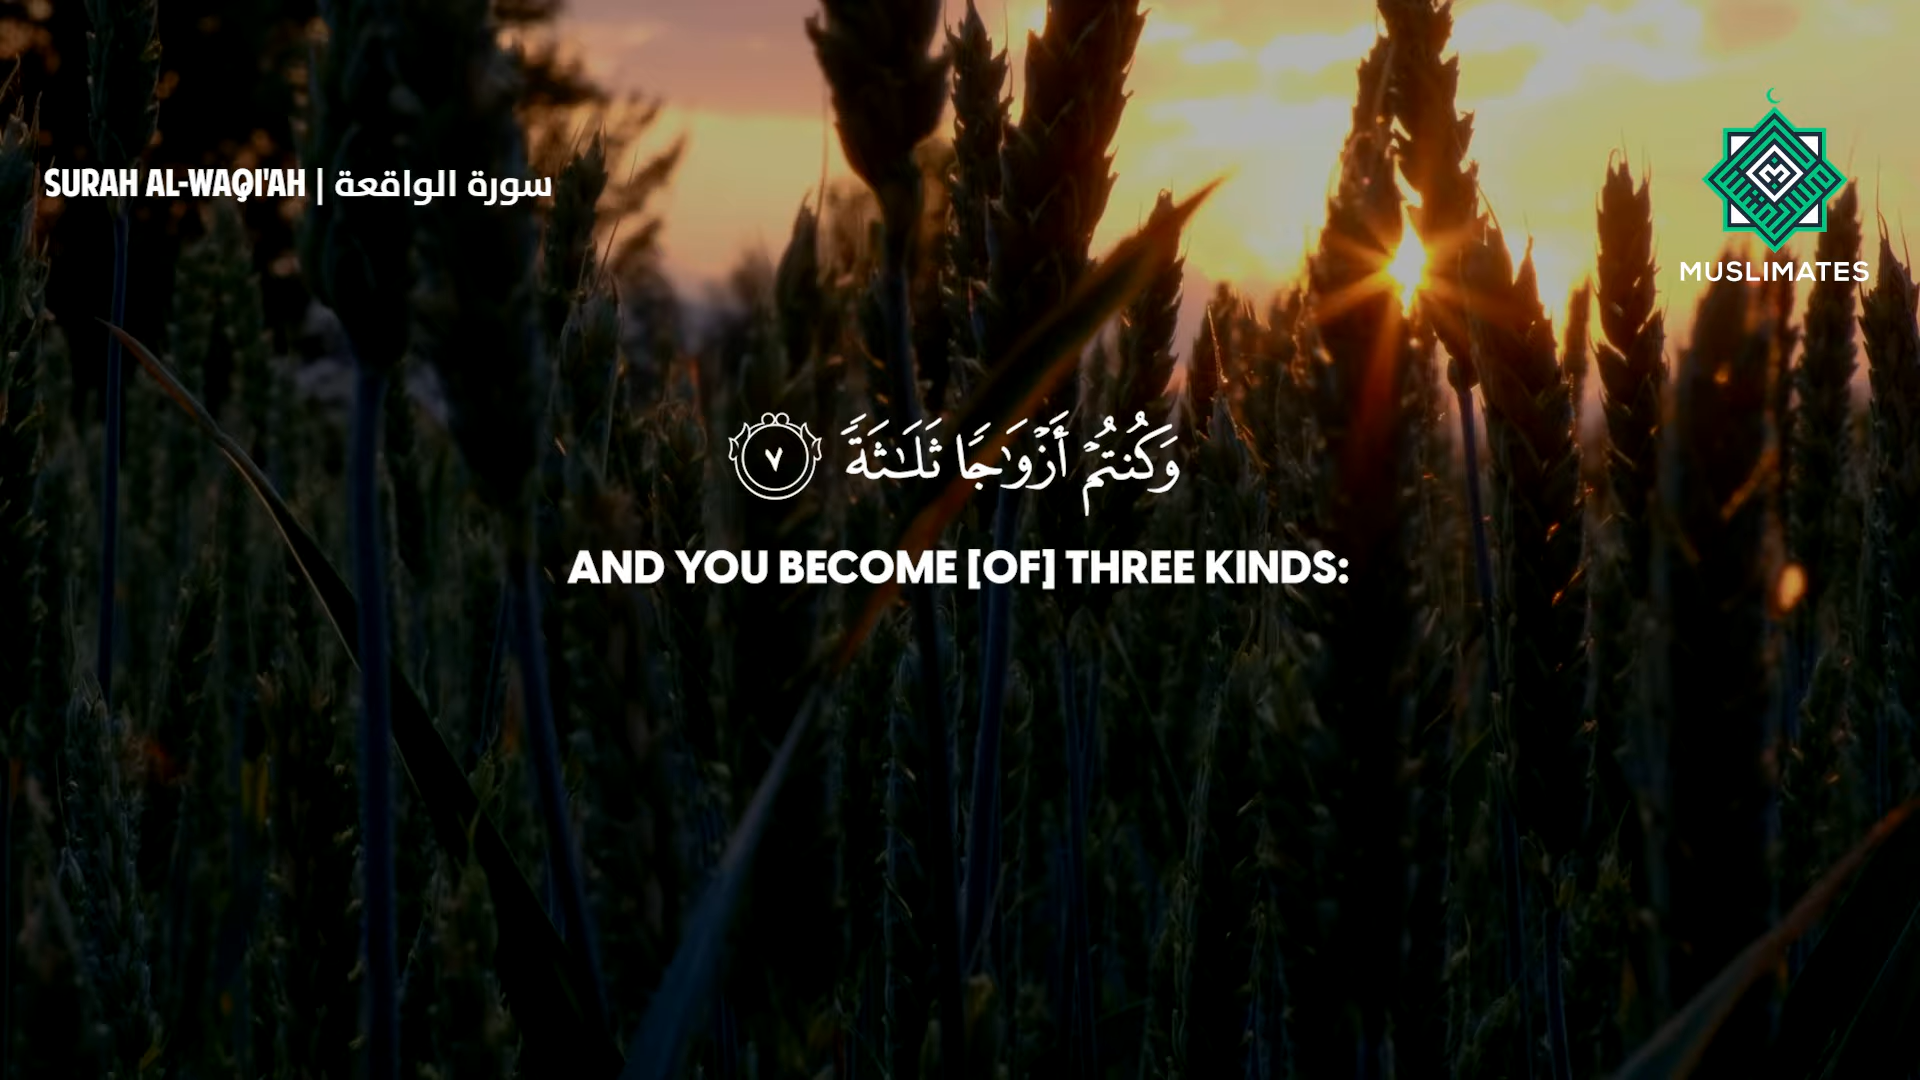 SURAH AL-WAQI'AH | سورة الواقعة
MUSLIMATES
وَكُنتُمْ أَزْوَٰجًا ثَلَـٰثَةً ٧
AND YOU BECOME [OF] THREE KINDS: